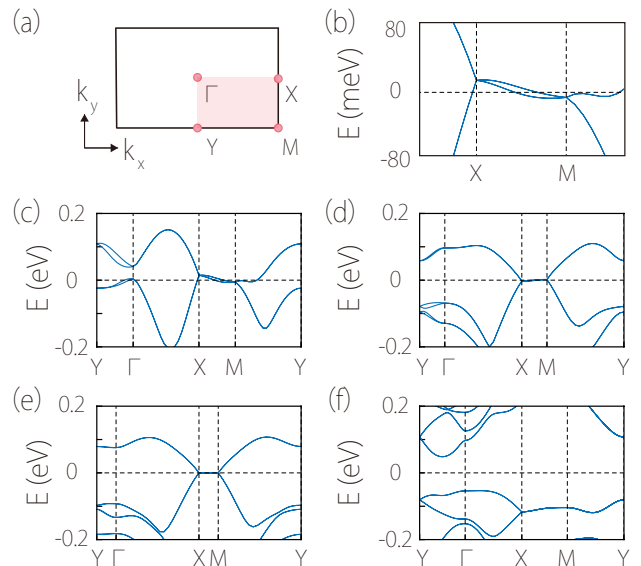 (a)
Γ
X
k_y
k_x
Y
M
(b)
E (meV)
80
0
-80
X
M
(c)
E (eV)
0.2
0
-0.2
Y
Γ
X
M
Y
(d)
E (eV)
0.2
0
-0.2
Y
Γ
X
M
Y
(e)
E (eV)
0.2
0
0.2
Y
Γ
X
M
Y
(f)
E (eV)
0.2
0
0.2
Y
Γ
X
M
Y